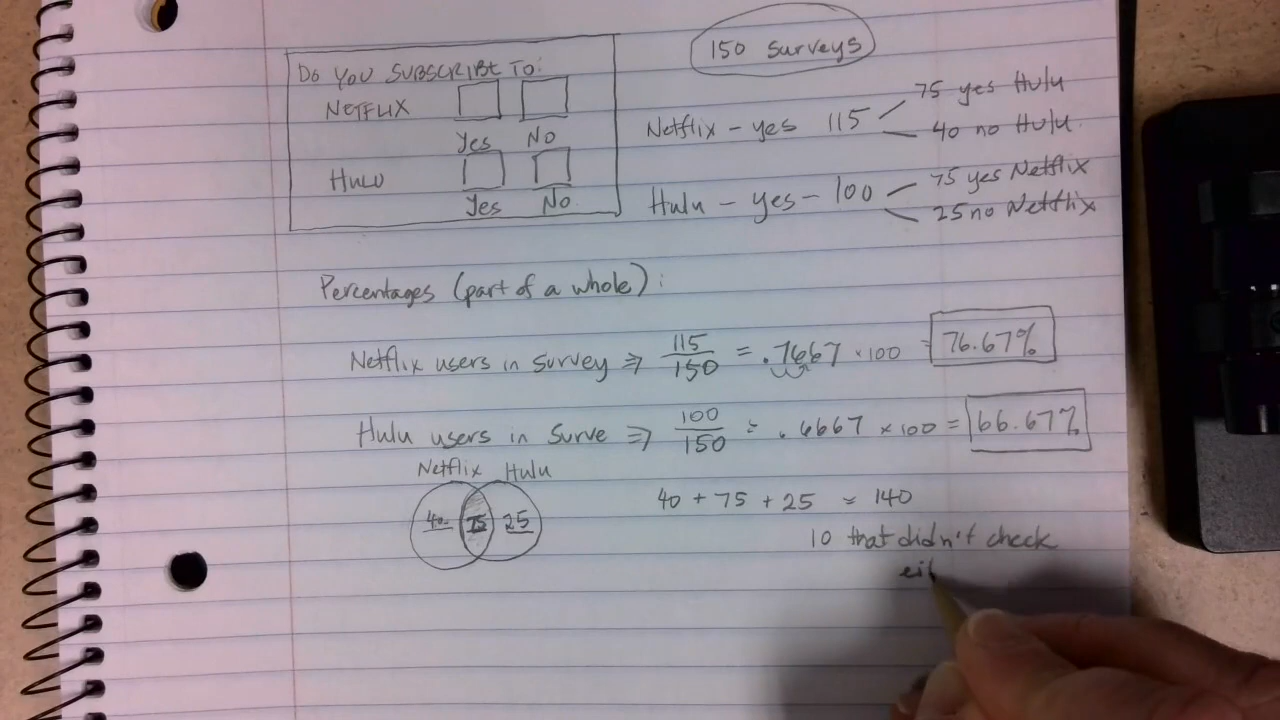 150 surveys
DO YOU SUBSCRIBE TO:
NETFLIX
Yes No
HULU
Yes No
Netflix - yes 115
75 yes Hulu
40 no Hulu
Hulu - yes - 100
75 yes Netflix
25 no Netflix
Percentages (part of a whole):
Netflix users in survey ⇒ 115/150 = .7667 × 100 = 76.67%
Hulu users in Surve ⇒ 100/150 = .6667 × 100 = 66.67%
Netflix Hulu
40 75 25
40 + 75 + 25 = 140
10 that didn't check
eit